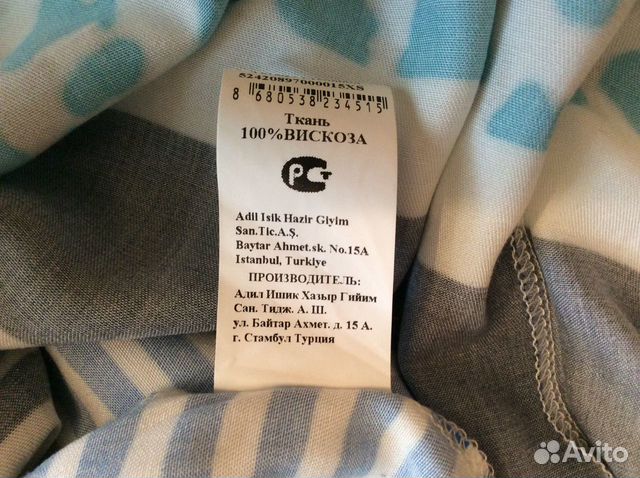 52420897000015XS
8 680538 234515
Ткань
100%ВИСКОЗА
РСТ
Adil Isik Hazir Giyim
San.Tic.A.Ş.
Baytar Ahmet.sk. No.15A
Istanbul, Turkiye
ПРОИЗВОДИТЕЛЬ:
Адил Ишик Хазыр Гийим
Сан. Тидж. А. Ш.
ул. Байтар Ахмет. д. 15 А.
г. Стамбул Турция
Avito